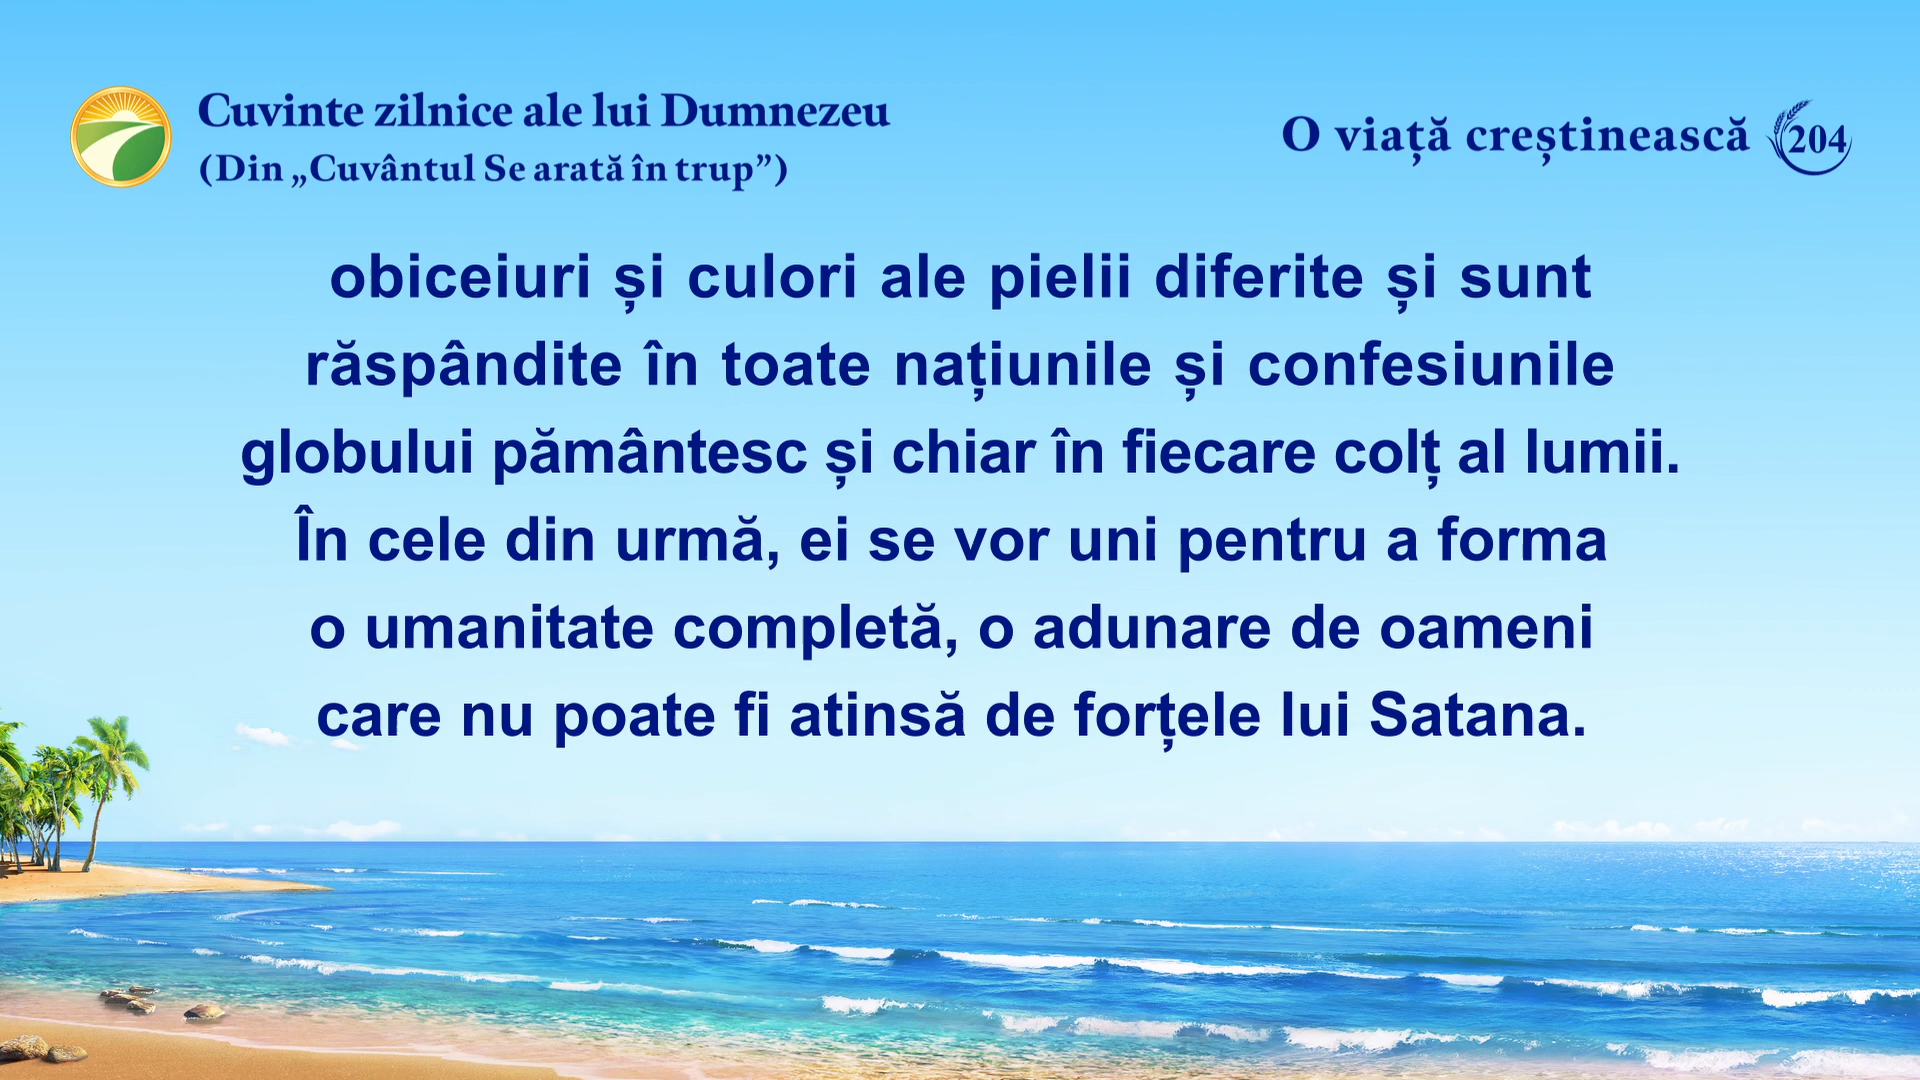 Cuvinte zilnice ale lui Dumnezeu
(Din „Cuvântul Se arată în trup”)
O viață creștinească 204
obiceiuri și culori ale pielii diferite și sunt
răspândite în toate națiunile și confesiunile
globului pământesc și chiar în fiecare colț al lumii.
În cele din urmă, ei se vor uni pentru a forma
o umanitate completă, o adunare de oameni
care nu poate fi atinsă de forțele lui Satana.